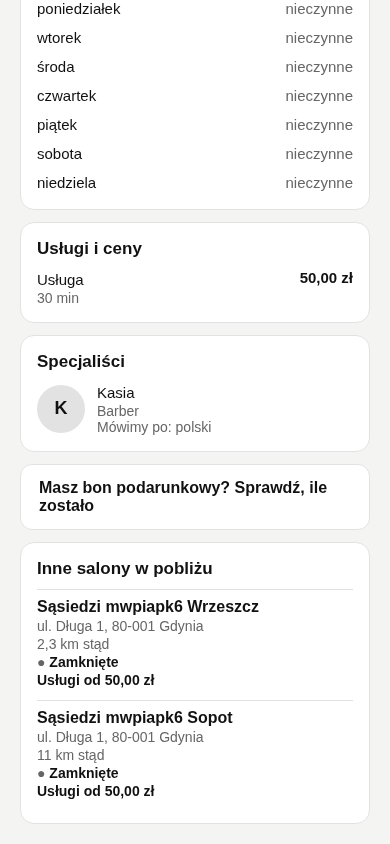 poniedziałek nieczynne
wtorek nieczynne
środa nieczynne
czwartek nieczynne
piątek nieczynne
sobota nieczynne
niedziela nieczynne
Usługi i ceny
Usługa 50,00 zł
30 min
Specjaliści
K
Kasia
Barber
Mówimy po: polski
Masz bon podarunkowy? Sprawdź, ile
zostało
Inne salony w pobliżu
Sąsiedzi mwpiapk6 Wrzeszcz
ul. Długa 1, 80-001 Gdynia
2,3 km stąd
● Zamknięte
Usługi od 50,00 zł
Sąsiedzi mwpiapk6 Sopot
ul. Długa 1, 80-001 Gdynia
11 km stąd
● Zamknięte
Usługi od 50,00 zł